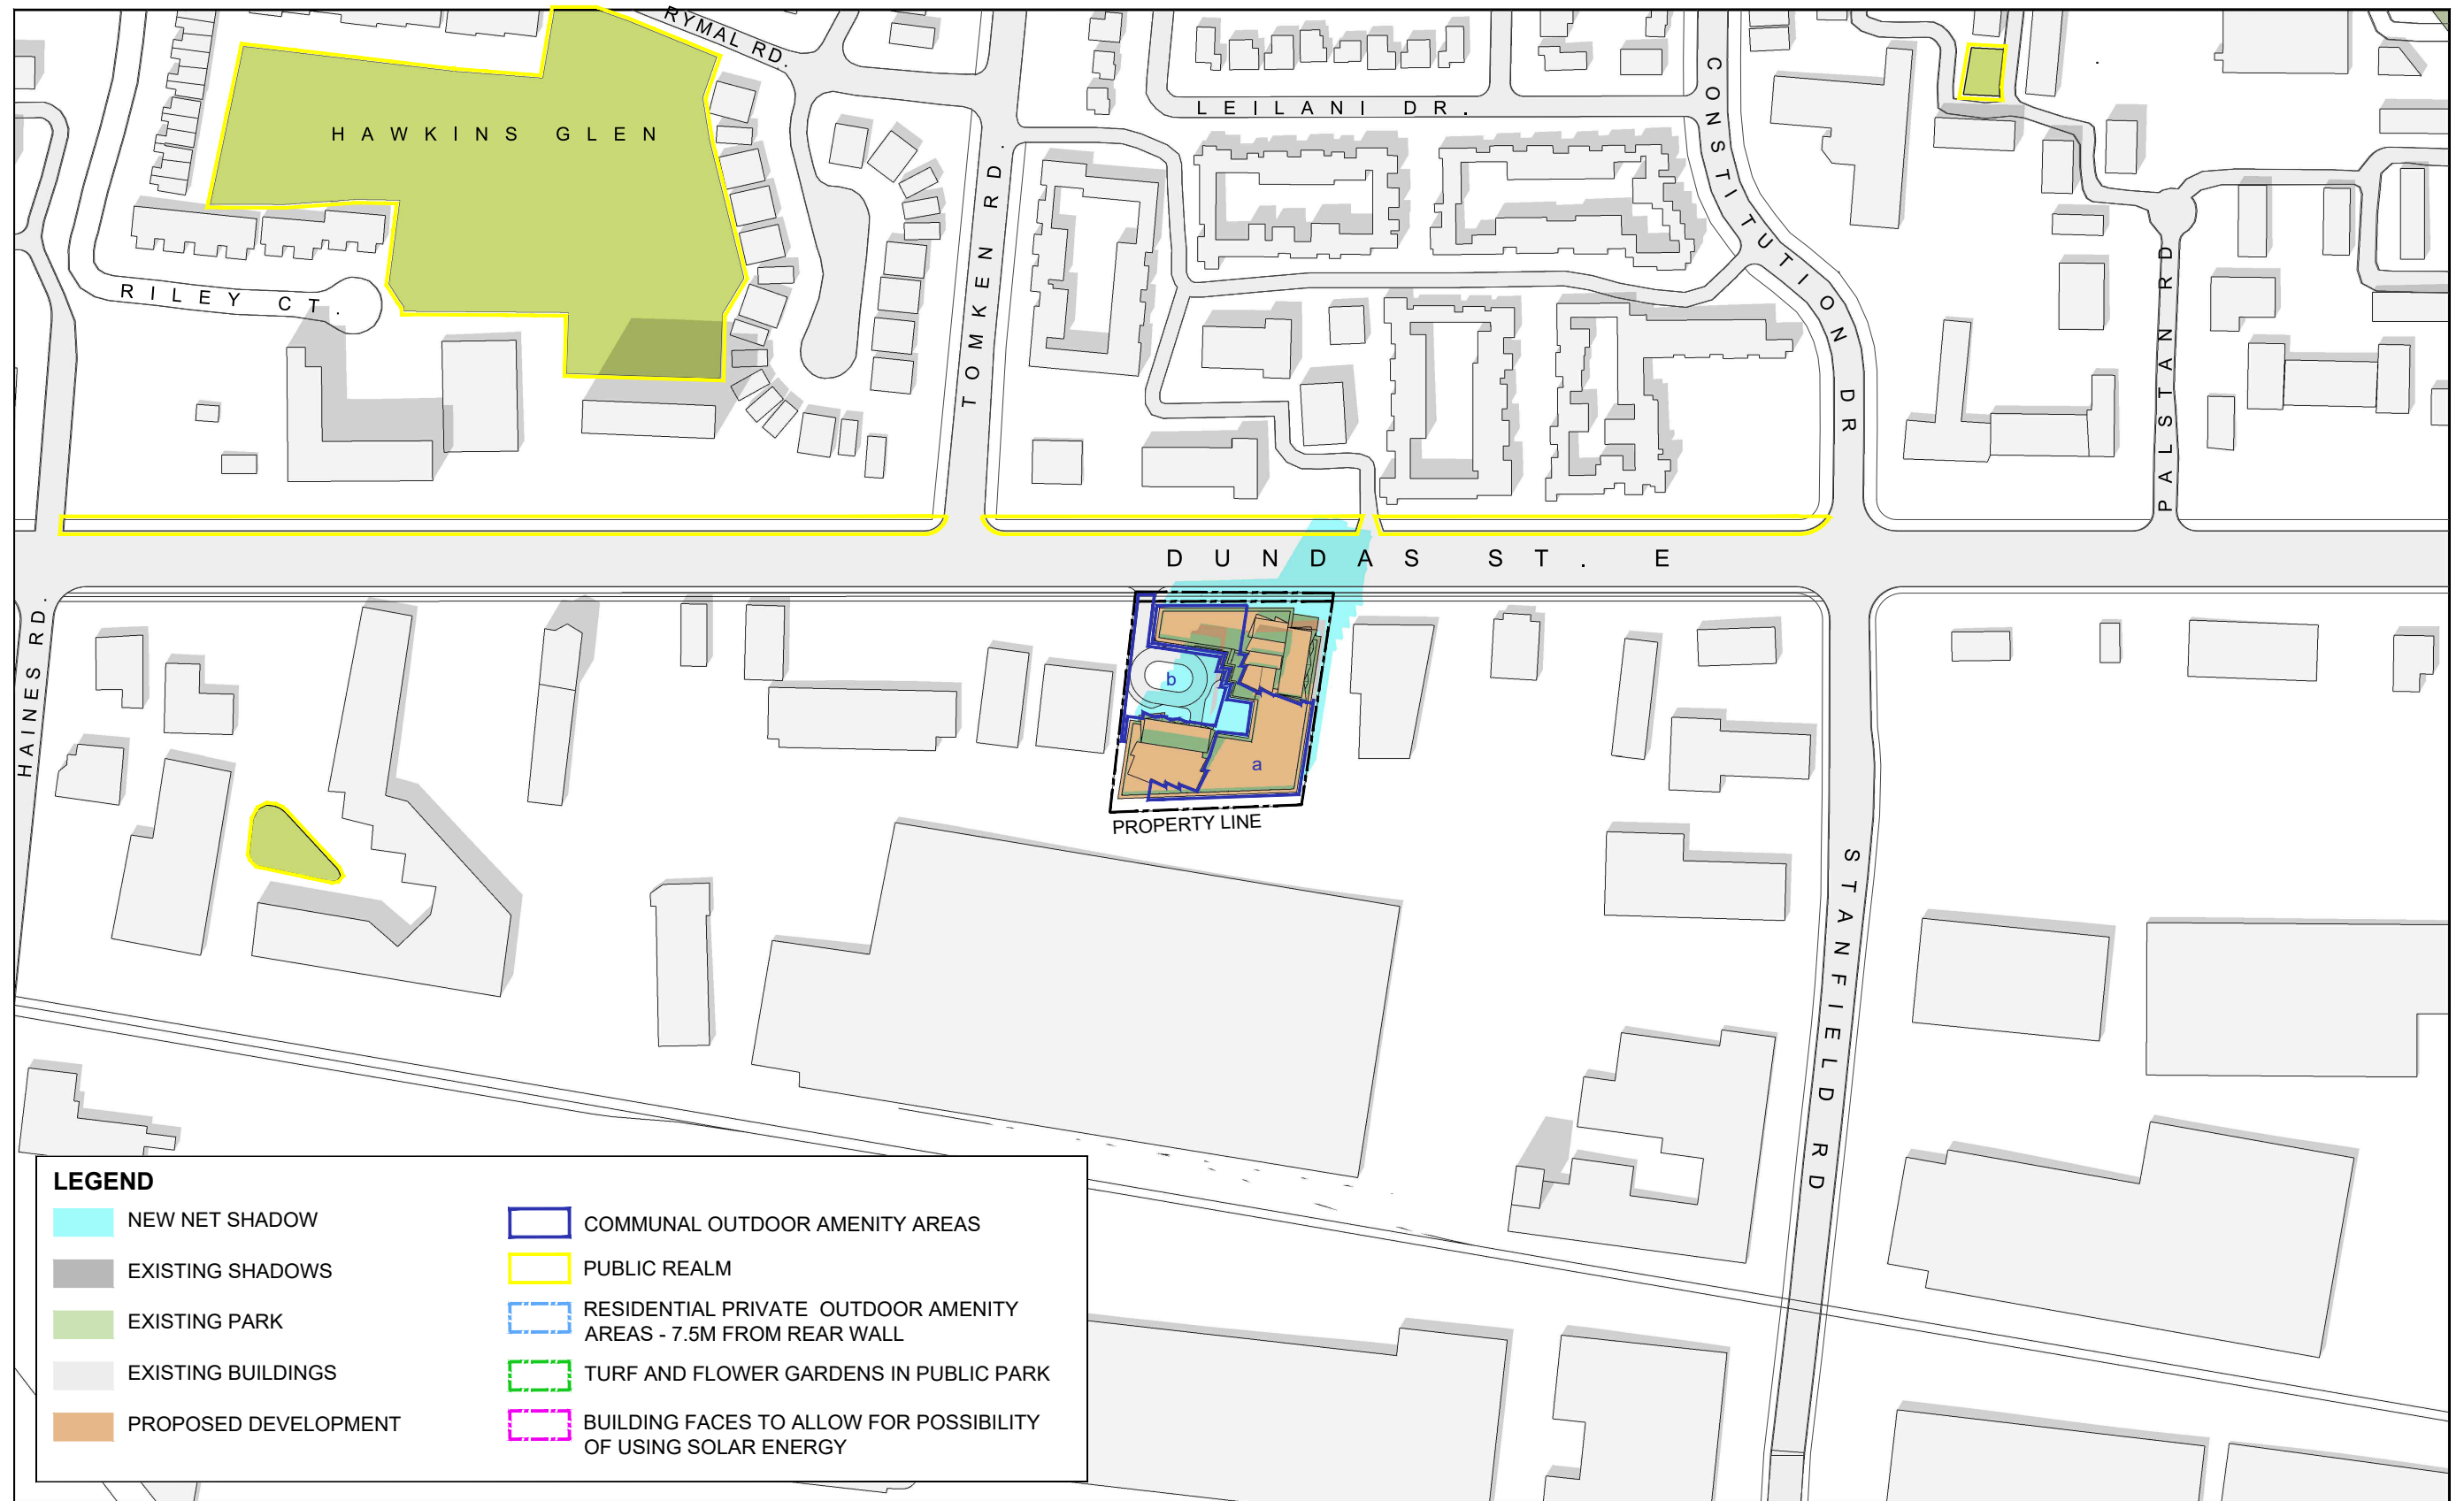 RYMAL RD.
HAWKINS GLEN
LEILANI DR.
CONSTITUTION DR
TOMKEN RD.
RILEY CT.
PALSTAN RD
DUNDAS ST. E
HAINES RD.
b
a
PROPERTY LINE
STANFIELD RD
LEGEND
NEW NET SHADOW
EXISTING SHADOWS
EXISTING PARK
EXISTING BUILDINGS
PROPOSED DEVELOPMENT
COMMUNAL OUTDOOR AMENITY AREAS
PUBLIC REALM
RESIDENTIAL PRIVATE OUTDOOR AMENITY
AREAS - 7.5M FROM REAR WALL
TURF AND FLOWER GARDENS IN PUBLIC PARK
BUILDING FACES TO ALLOW FOR POSSIBILITY
OF USING SOLAR ENERGY